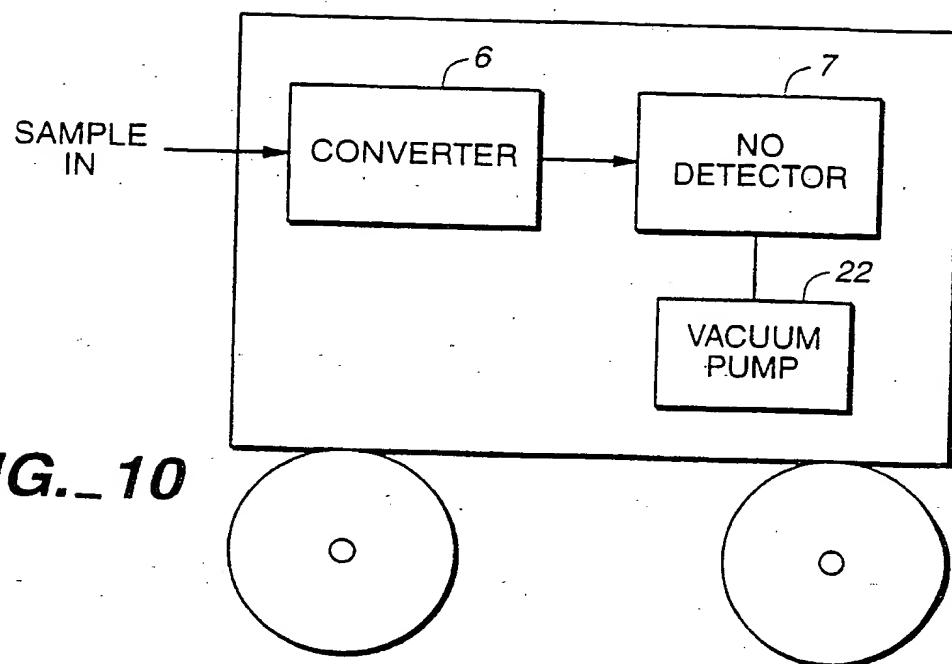 6
7
SAMPLE
IN
CONVERTER
NO
DETECTOR
22
VACUUM
PUMP
IG._10